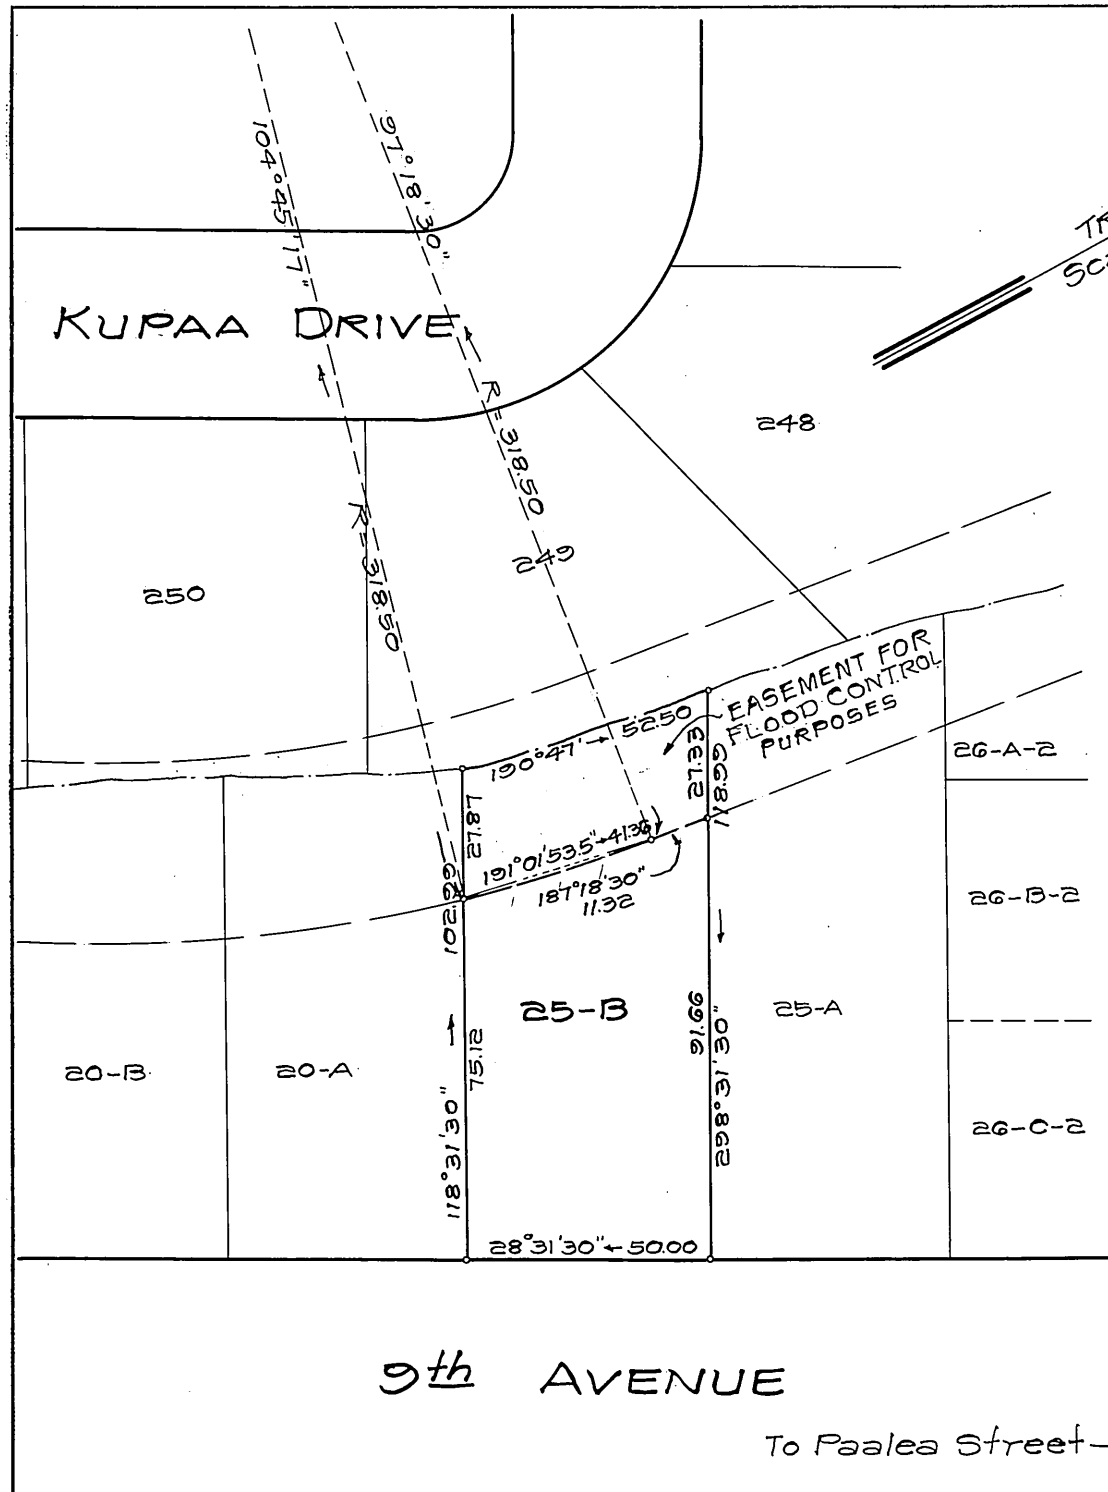 104°45'17"
97°18'30"
TR
SC
KUPAA DRIVE
R=318.50
R=318.50
248
249
250
EASEMENT FOR
FLOOD CONTROL
PURPOSES
190°47' → 52.50
27.33
118.99
26-A-2
27.87
191°01'53.5" → 41.36
187°18'30"
11.32
102.99
26-B-2
25-B
25-A
91.66
298°31'30"
75.12
118°31'30"
20-B
20-A
26-C-2
28°31'30" ← 50.00
9th AVENUE
To Paalea Street